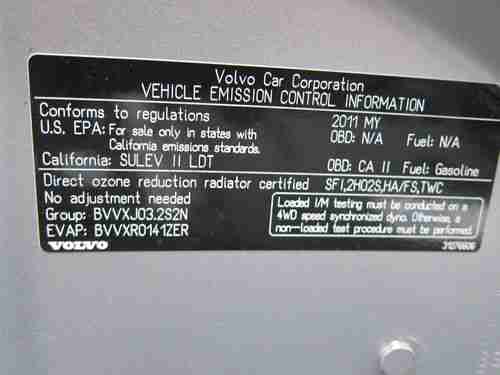 Volvo Car Corporation
VEHICLE EMISSION CONTROL INFORMATION
Conforms to regulations 2011 MY
U.S. EPA: For sale only in states with California emissions standards. OBD: N/A Fuel: N/A
California: SULEV II LDT OBD: CA II Fuel: Gasoline
Direct ozone reduction radiator certified SFI,2HO2S,HA/FS,TWC
No adjustment needed
Group: BVVXJ03.2S2N
EVAP: BVVXR0141ZER
Loaded I/M testing must be conducted on a
4WD speed synchronized dyno. Otherwise, a
non-loaded test procedure must be performed.
VOLVO